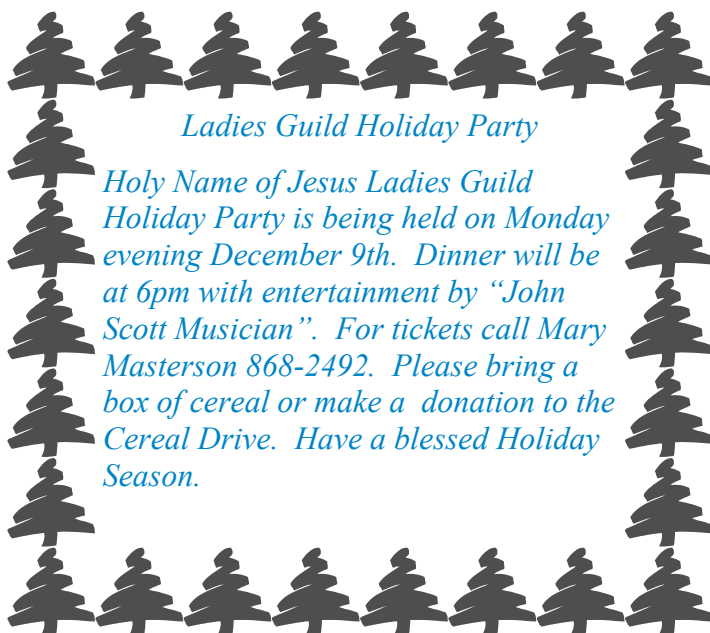 Ladies Guild Holiday Party
Holy Name of Jesus Ladies Guild
Holiday Party is being held on Monday
evening December 9th.  Dinner will be
at 6pm with entertainment by “John
Scott Musician”.  For tickets call Mary
Masterson 868-2492.  Please bring a
box of cereal or make a  donation to the
Cereal Drive.  Have a blessed Holiday
Season.